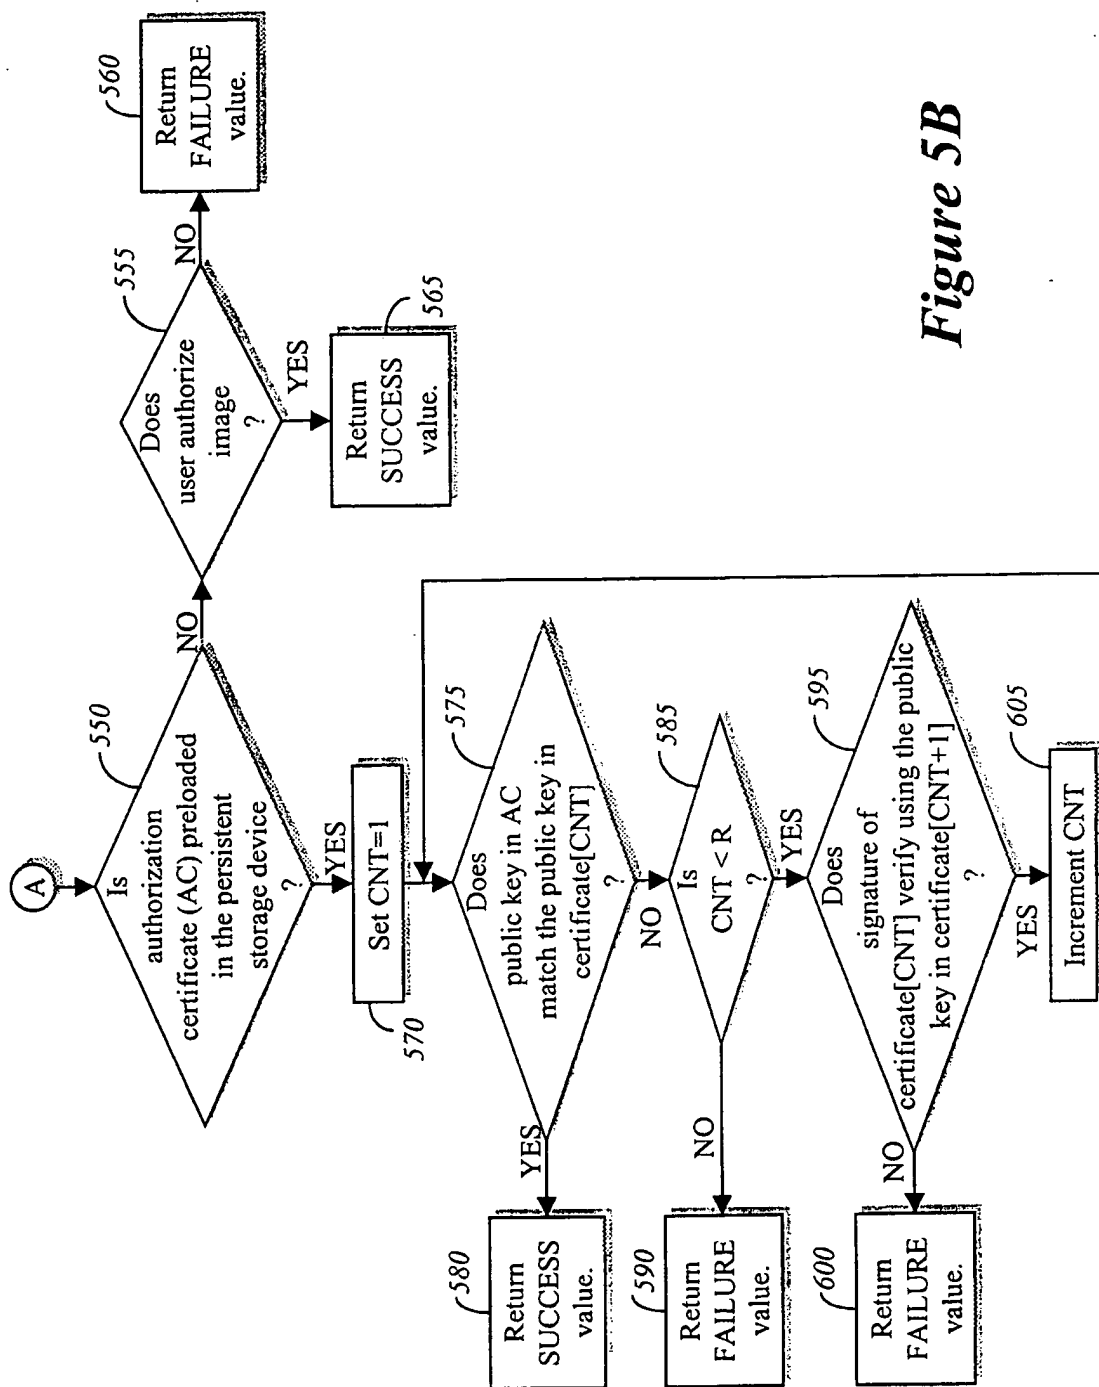 A
550
Is
authorization
certificate (AC) preloaded
in the persistent
storage device
?
NO
YES
555
Does
user authorize
image
?
NO
YES
560
Return
FAILURE
value.
565
Return
SUCCESS
value.
Set CNT=1
570
575
Does
public key in AC
match the public key in
certificate[CNT]
?
YES
NO
580
Return
SUCCESS
value.
585
Is
CNT < R
?
NO
YES
590
Return
FAILURE
value.
595
Does
signature of
certificate[CNT] verify using the public
key in certificate[CNT+1]
?
NO
YES
600
Return
FAILURE
value.
605
Increment CNT
Figure 5B